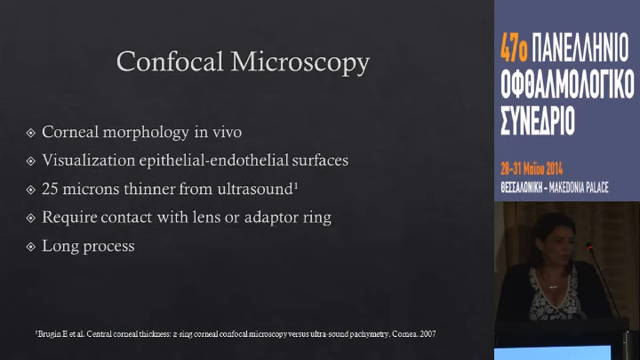 Confocal Microscopy
Corneal morphology in vivo
Visualization epithelial-endothelial surfaces
25 microns thinner from ultrasound¹
Require contact with lens or adaptor ring
Long process
¹Brugin E et al. Central corneal thickness: z-ring corneal confocal microscopy versus ultra-sound pachymetry. Cornea. 2007
47ο ΠΑΝΕΛΛΗΝΙΟ
ΟΦΘΑΛΜΟΛΟΓΙΚΟ
ΣΥΝΕΔΡΙΟ
28-31 Μαΐου 2014
ΘΕΣΣΑΛΟΝΙΚΗ - MAKEDONIA PALACE